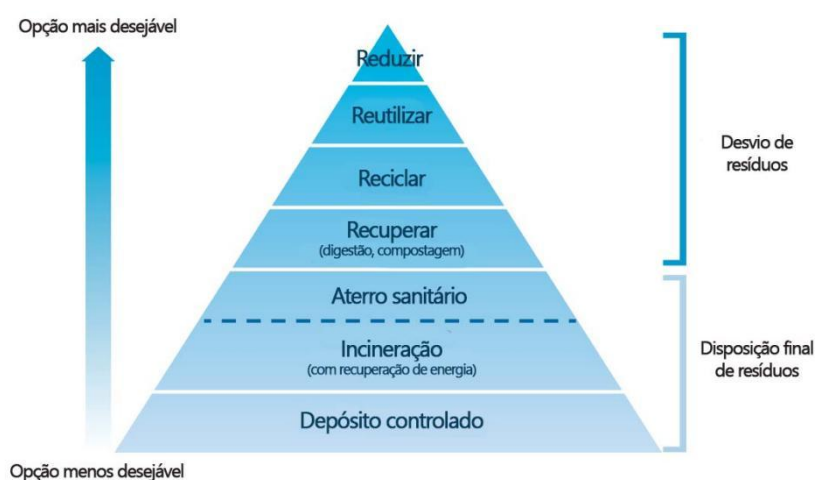 Opção mais desejável
Reduzir
Reutilizar
Reciclar
Recuperar
(digestão, compostagem)
Aterro sanitário
Incineração
(com recuperação de energia)
Depósito controlado
Opção menos desejável
Desvio de
resíduos
Disposição final
de resíduos